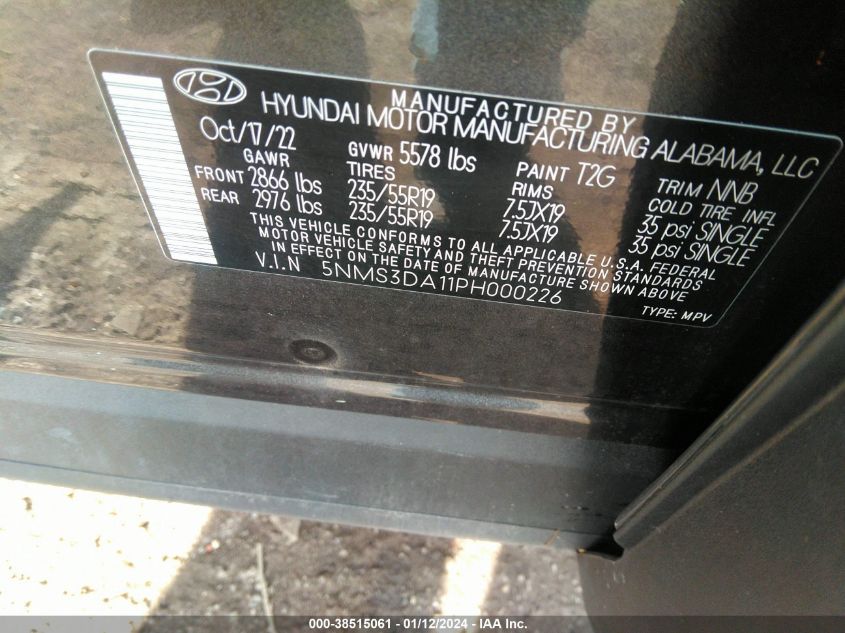 MANUFACTURED BY
HYUNDAI MOTOR MANUFACTURING ALABAMA, LLC
Oct/17/22 GVWR 5578 lbs PAINT T2G TRIM NNB
GAWR TIRES RIMS COLD TIRE INFL
FRONT 2866 lbs 235/55R19 7.5JX19 35 psi SINGLE
REAR 2976 lbs 235/55R19 7.5JX19 35 psi SINGLE
THIS VEHICLE CONFORMS TO ALL APPLICABLE U.S.A. FEDERAL
MOTOR VEHICLE SAFETY AND THEFT PREVENTION STANDARDS
IN EFFECT ON THE DATE OF MANUFACTURE SHOWN ABOVE
V.I.N 5NMS3DA11PH000226
TYPE: MPV
000-38515061 - 01/12/2024 - IAA Inc.